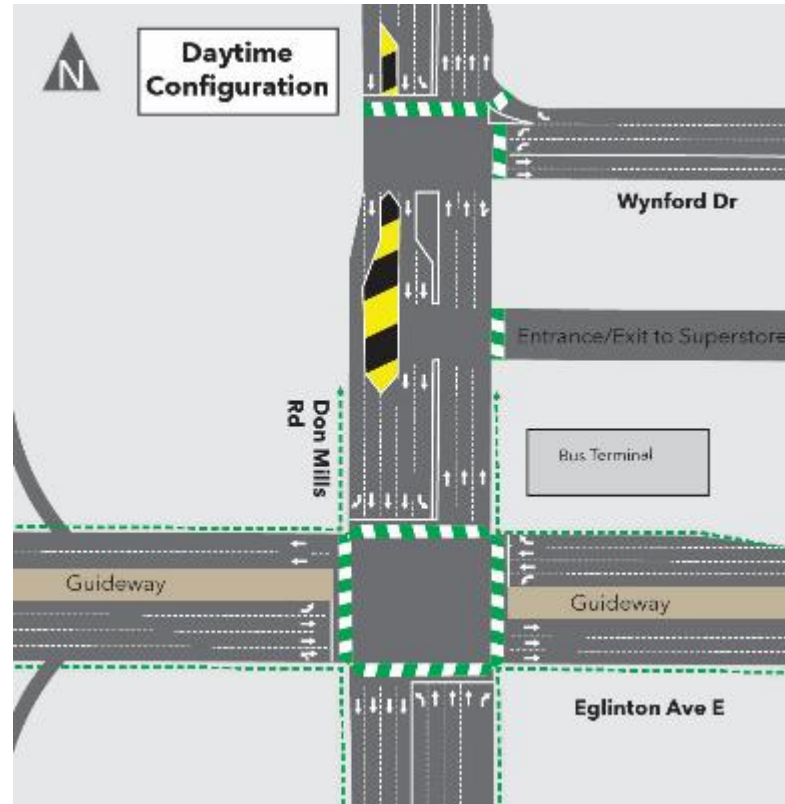 N
Daytime
Configuration
Wynford Dr
Entrance/Exit to Superstore
Don Mills
Rd
Bus Terminal
Guideway
Guideway
Eglinton Ave E